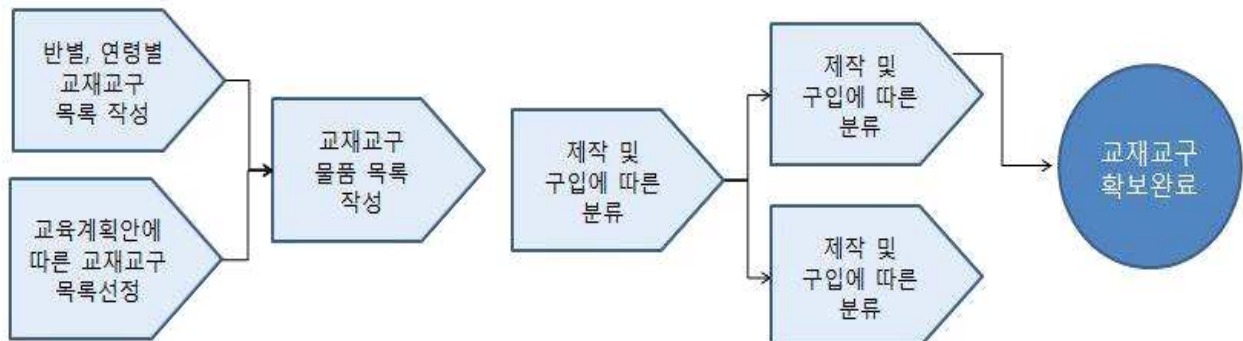 반별, 연령별
교재교구
목록 작성
교육계획안에
따른 교재교구
목록선정
교재교구
물품 목록
작성
제작 및
구입에 따른
분류
제작 및
구입에 따른
분류
제작 및
구입에 따른
분류
교재교구
확보완료